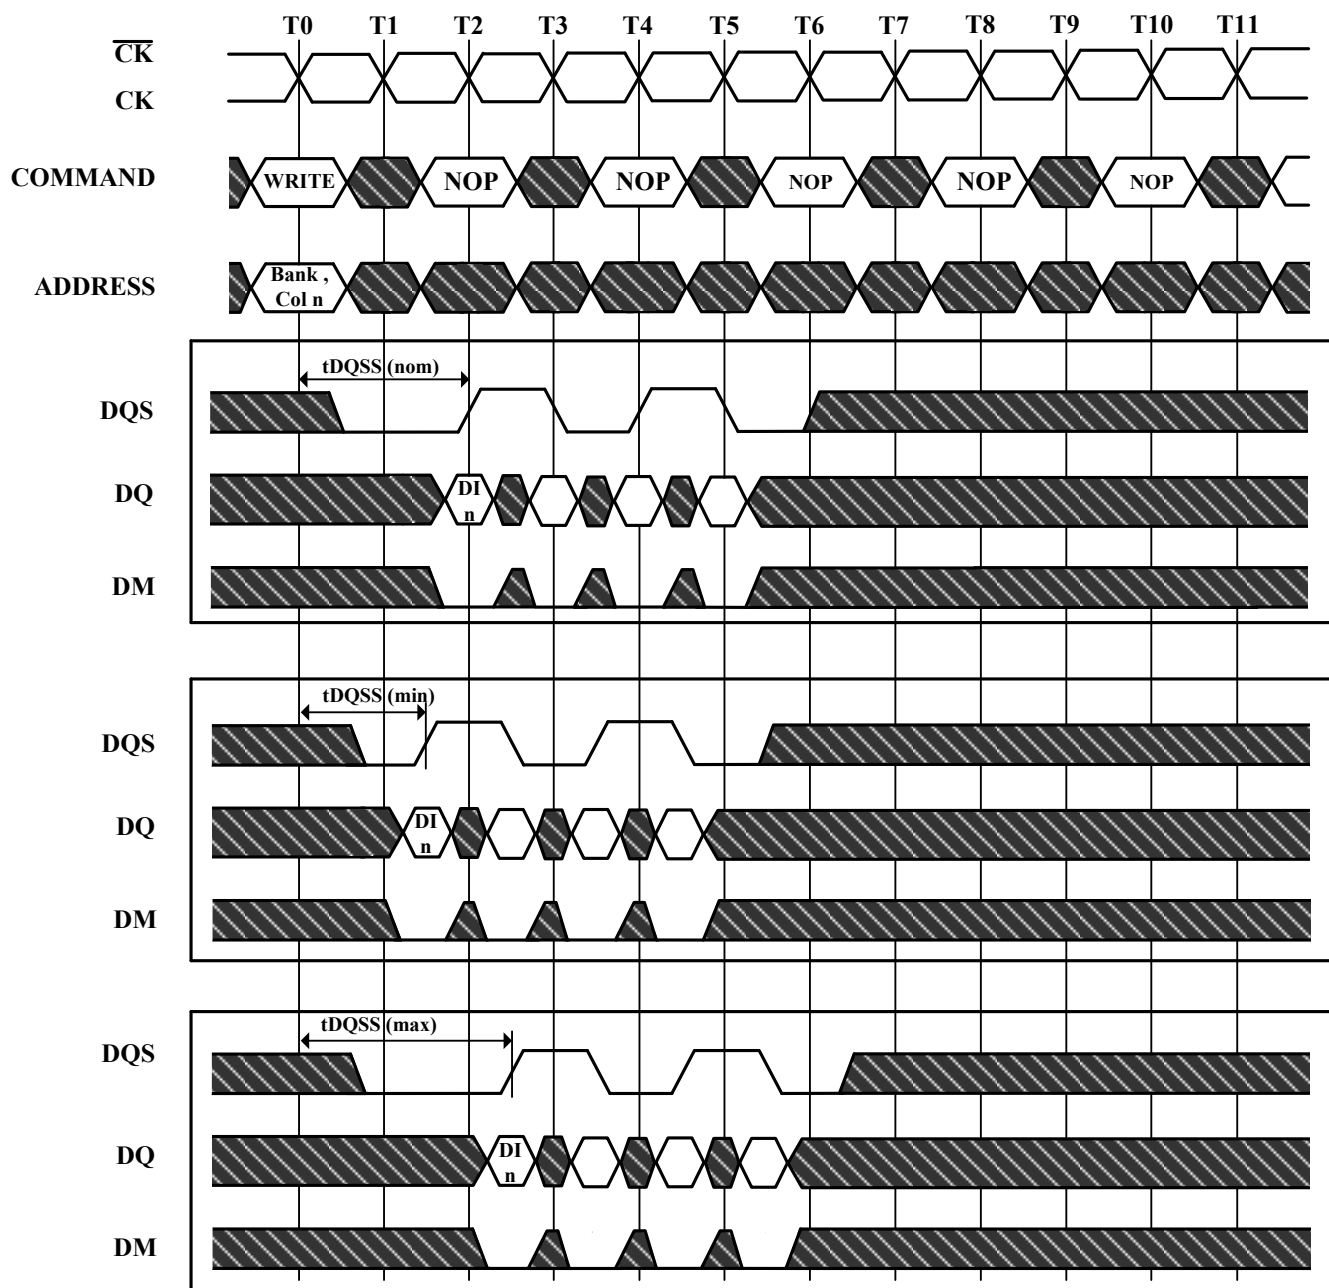 T0 T1 T2 T3 T4 T5 T6 T7 T8 T9 T10 T11
CK
CK
COMMAND WRITE NOP NOP NOP NOP NOP
ADDRESS Bank ,
Col n
tDQSS (nom)
DQS
DQ DI
n
DM
tDQSS (min)
DQS
DQ DI
n
DM
tDQSS (max)
DQS
DQ DI
n
DM